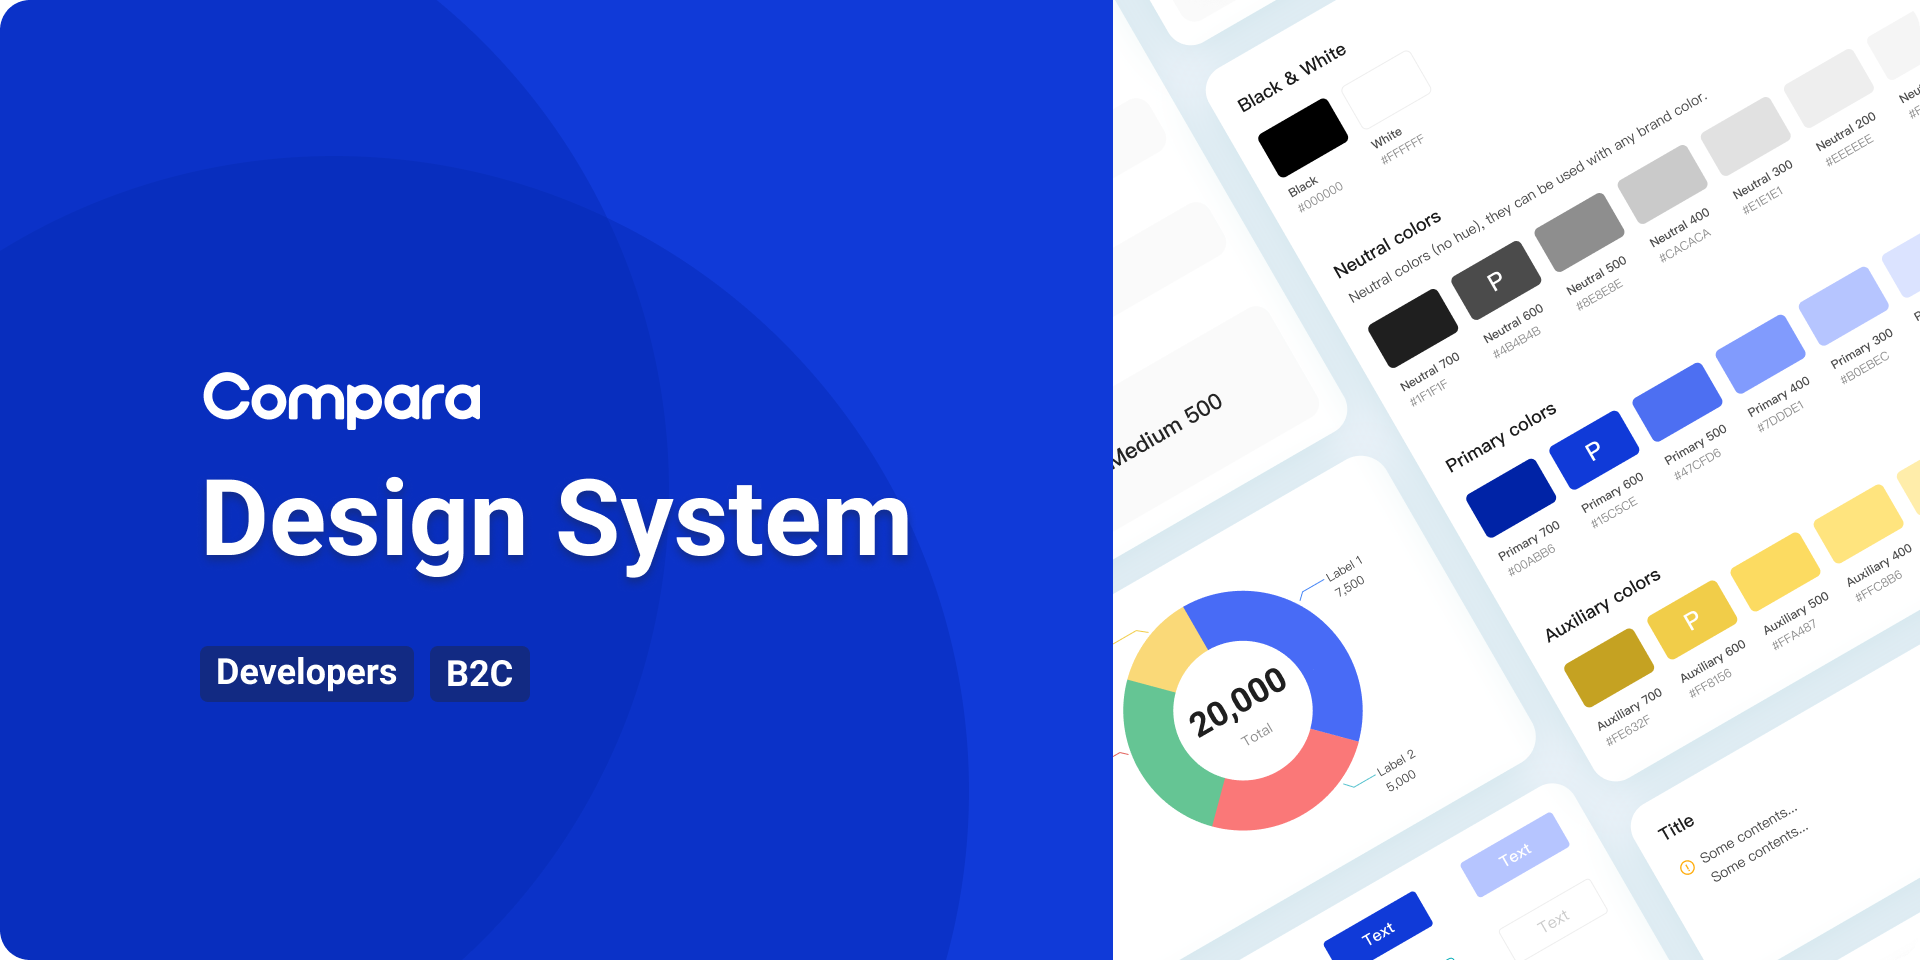 Compara
Design System
Developers
B2C
Medium 500
Label 1
7,500
20,000
Total
Label 2
5,000
Black & White
Black
#000000
White
#FFFFFF
Neutral colors
Neutral colors (no hue), they can be used with any brand color.
P
Neutral 700
#1F1F1F
Neutral 600
#4B4B4B
Neutral 500
#8E8E8E
Neutral 400
#CACACA
Neutral 300
#E1E1E1
Neutral 200
#EEEEEE
Primary colors
P
Primary 700
#00ABB6
Primary 600
#15C5CE
Primary 500
#47CFD6
Primary 400
#7DDDE1
Primary 300
#B0EBEC
Auxiliary colors
P
Auxiliary 700
#FE632F
Auxiliary 600
#FF8156
Auxiliary 500
#FFA487
Auxiliary 400
#FFC8B6
Title
Some contents...
Some contents...
Text
Text
Text